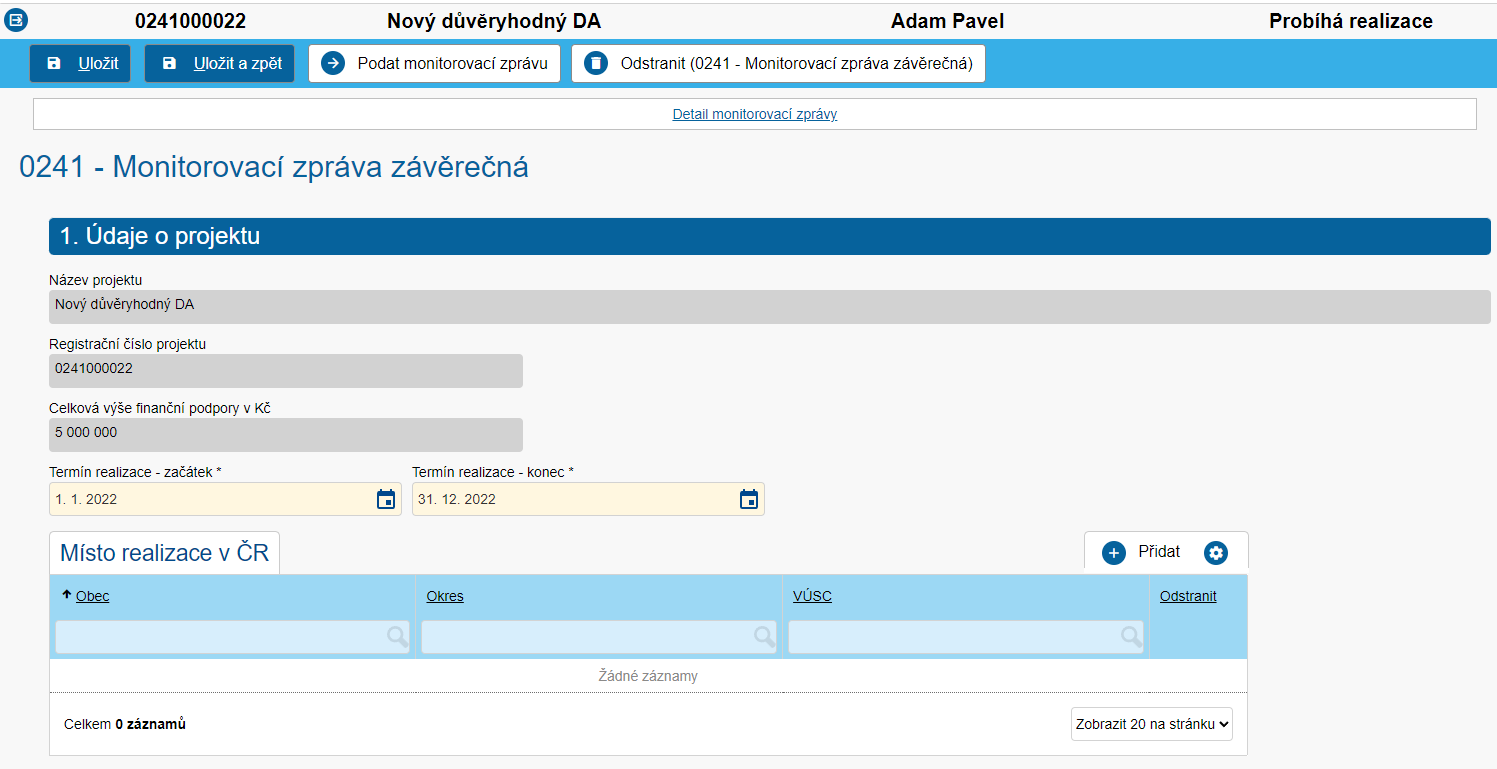 0241000022 Nový důvěryhodný DA Adam Pavel Probíhá realizace
Uložit Uložit a zpět Podat monitorovací zprávu Odstranit (0241 - Monitorovací zpráva závěrečná)
Detail monitorovací zprávy
0241 - Monitorovací zpráva závěrečná
1. Údaje o projektu
Název projektu
Nový důvěryhodný DA
Registrační číslo projektu
0241000022
Celková výše finanční podpory v Kč
5 000 000
Termín realizace - začátek * Termín realizace - konec *
1. 1. 2022 31. 12. 2022
Místo realizace v ČR Přidat
Obec Okres VÚSC Odstranit
Žádné záznamy
Celkem 0 záznamů Zobrazit 20 na stránku